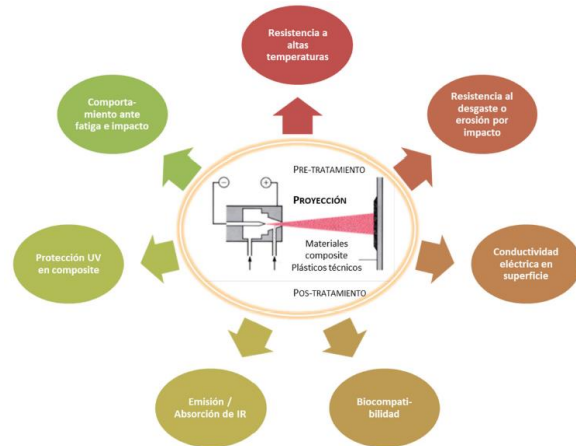 Resistencia a
altas
temperaturas
Comporta-
miento ante
fatiga e impacto
Resistencia al
desgaste o
erosión por
impacto
PRE-TRATAMIENTO
PROYECCIÓN
Materiales
composite
Plásticos técnicos
POS-TRATAMIENTO
Protección UV
en composite
Conductividad
eléctrica en
superficie
Emisión /
Absorción de IR
Biocompati-
bilidad